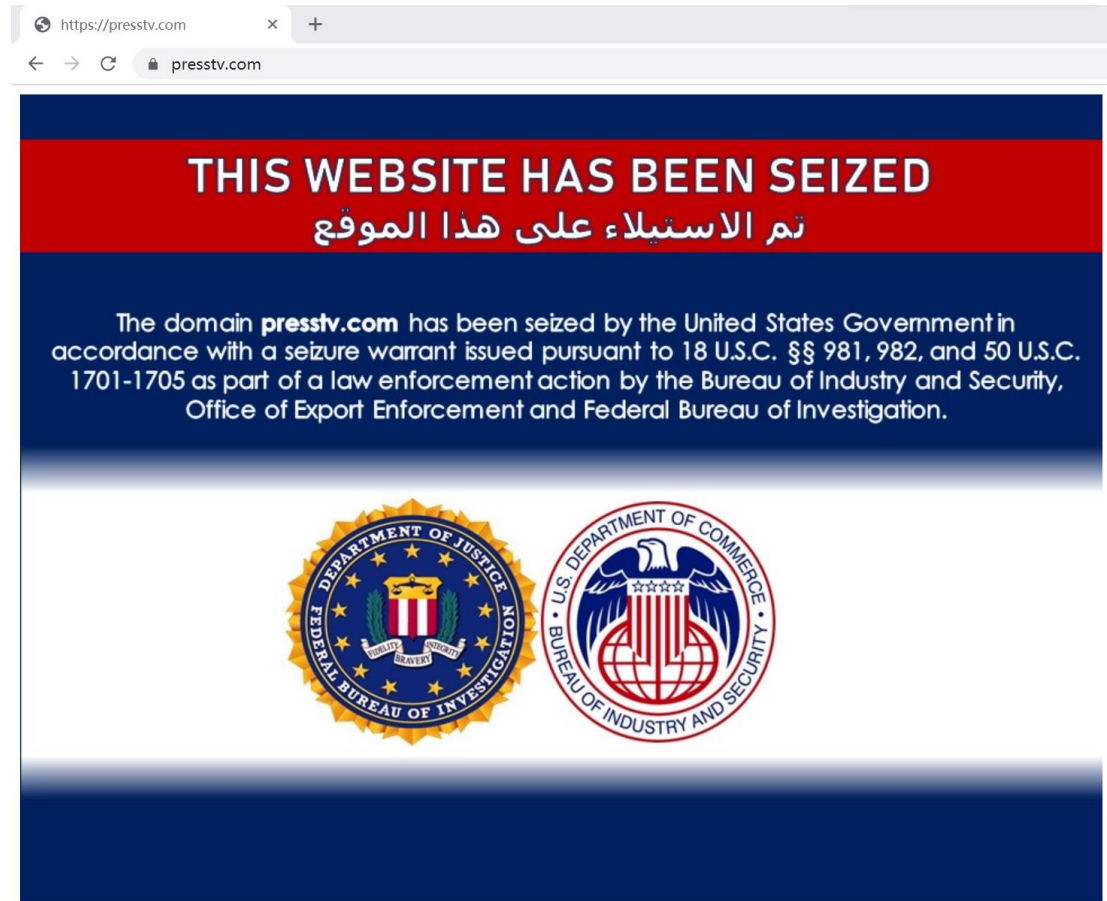 https://presstv.com
presstv.com
THIS WEBSITE HAS BEEN SEIZED
تم الاستيلاء على هذا الموقع
The domain presstv.com has been seized by the United States Government in
accordance with a seizure warrant issued pursuant to 18 U.S.C. §§ 981, 982, and 50 U.S.C.
1701-1705 as part of a law enforcement action by the Bureau of Industry and Security,
Office of Export Enforcement and Federal Bureau of Investigation.
DEPARTMENT OF JUSTICE
FEDERAL BUREAU OF INVESTIGATION
FIDELITY BRAVERY INTEGRITY
U.S. DEPARTMENT OF COMMERCE
BUREAU OF INDUSTRY AND SECURITY